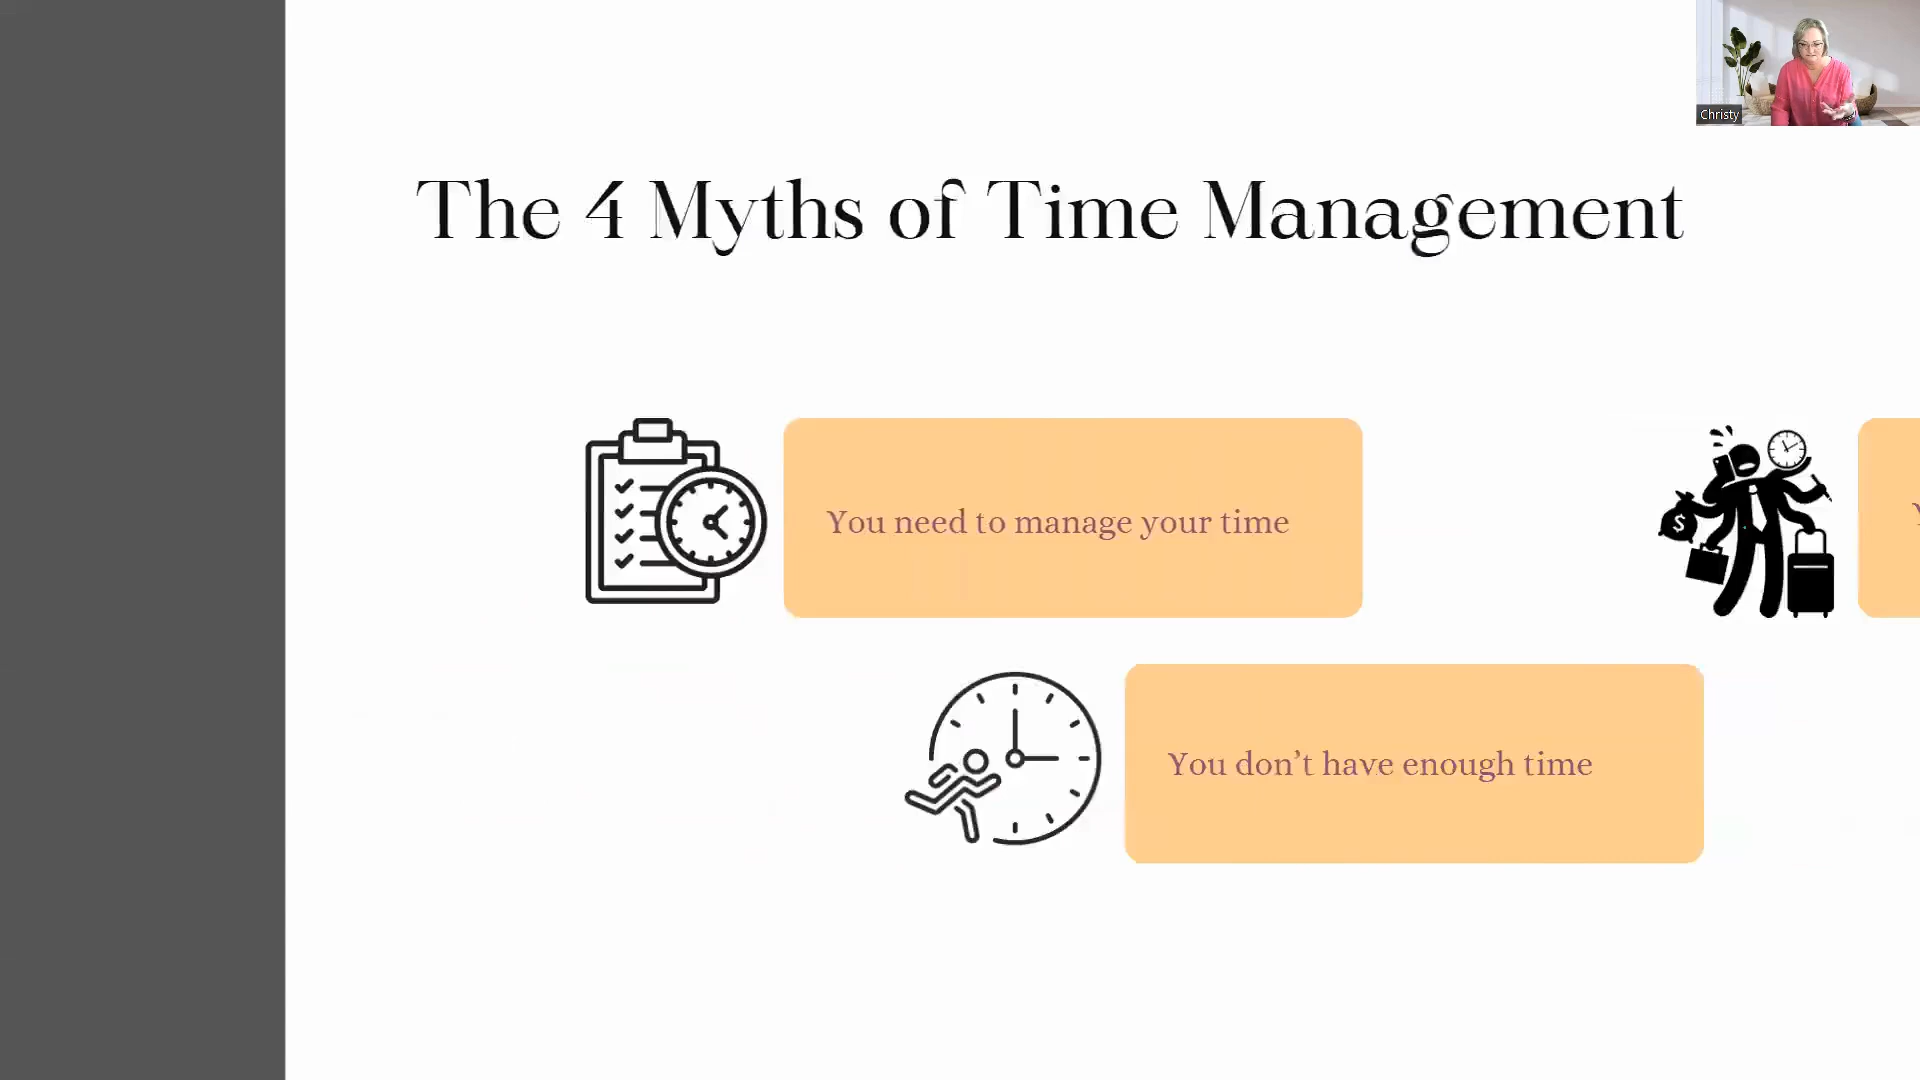 Christy
The 4 Myths of Time Management
You need to manage your time
You don’t have enough time